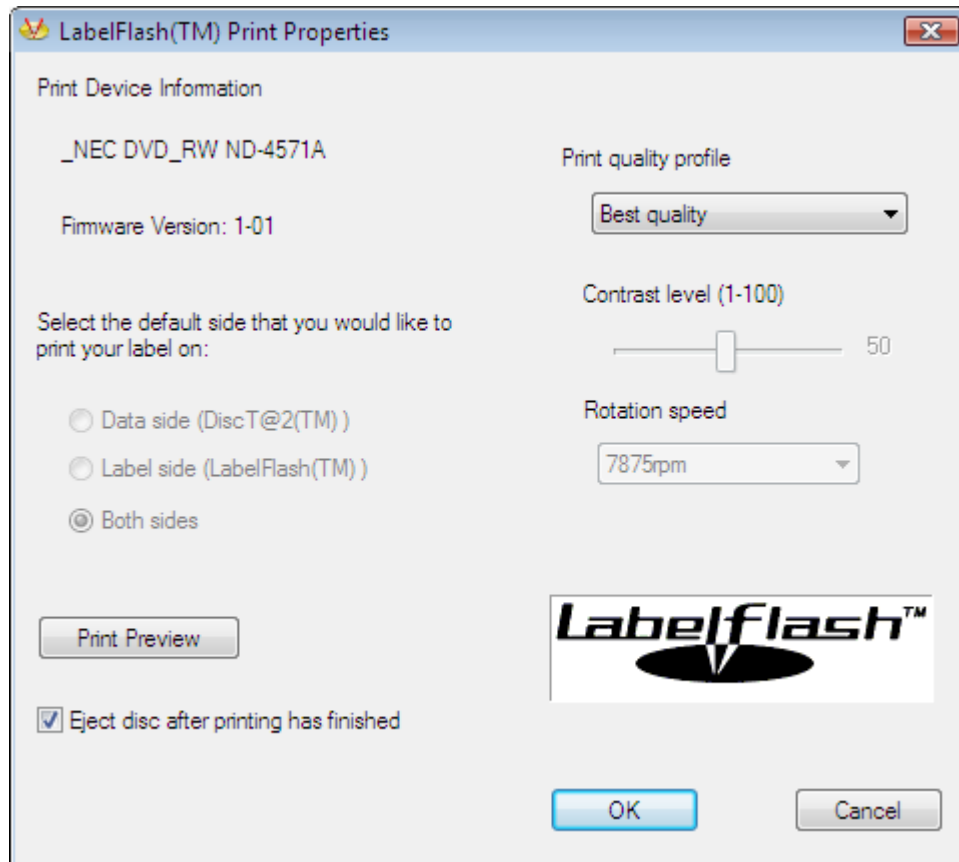 LabelFlash(TM) Print Properties
Print Device Information
_NEC DVD_RW ND-4571A
Firmware Version: 1-01
Select the default side that you would like to
print your label on:
Data side (DiscT@2(TM) )
Label side (LabelFlash(TM) )
Both sides
Print Preview
Eject disc after printing has finished
Print quality profile
Best quality
Contrast level (1-100)
50
Rotation speed
7875rpm
Labelflash™
OK
Cancel